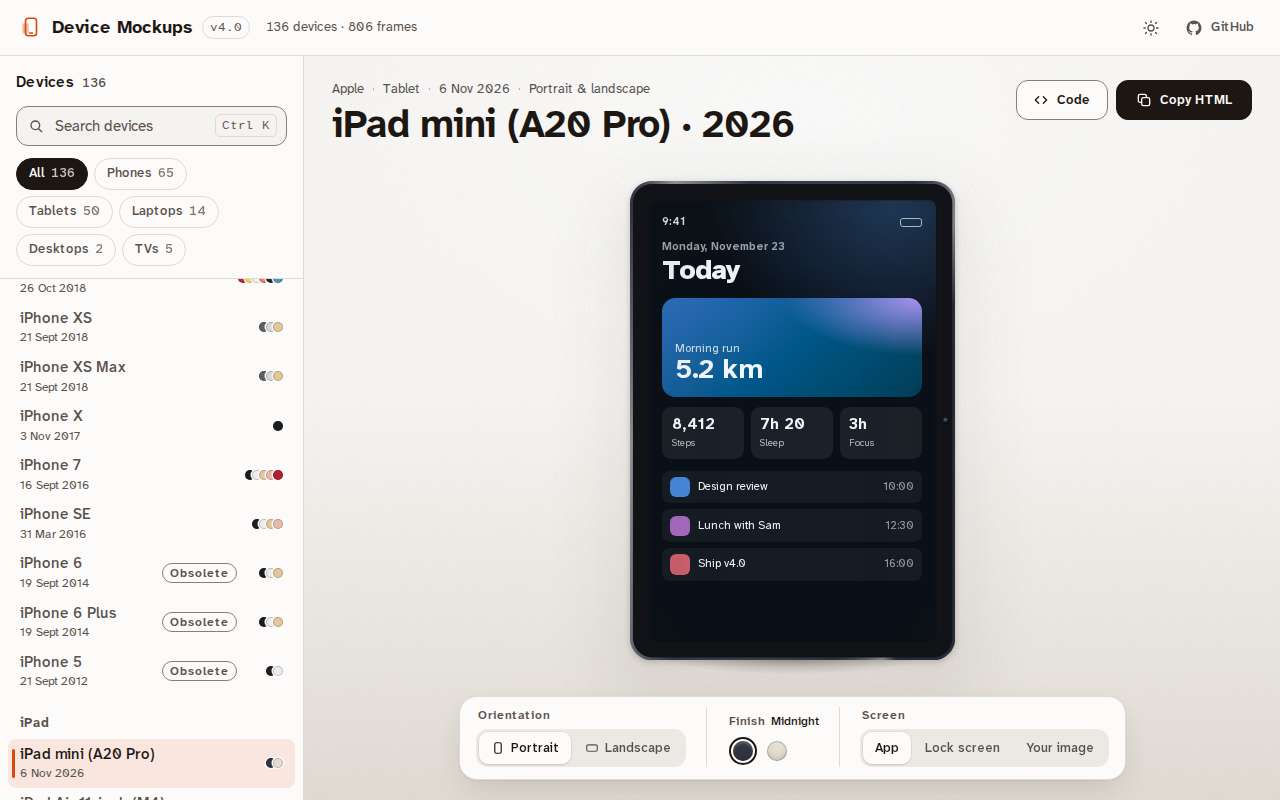 Device Mockups v4.0 136 devices · 806 frames GitHub
Devices 136
Search devices Ctrl K
All 136 Phones 65
Tablets 50 Laptops 14
Desktops 2 TVs 5
26 Oct 2018
iPhone XS
21 Sept 2018
iPhone XS Max
21 Sept 2018
iPhone X
3 Nov 2017
iPhone 7
16 Sept 2016
iPhone SE
31 Mar 2016
iPhone 6 Obsolete
19 Sept 2014
iPhone 6 Plus Obsolete
19 Sept 2014
iPhone 5 Obsolete
21 Sept 2012
iPad
iPad mini (A20 Pro)
6 Nov 2026
iPad Air 11-inch (M4)
Apple · Tablet · 6 Nov 2026 · Portrait & landscape
iPad mini (A20 Pro) • 2026
Code Copy HTML
9:41
Monday, November 23
Today
Morning run
5.2 km
8,412 7h 20 3h
Steps Sleep Focus
Design review 10:00
Lunch with Sam 12:30
Ship v4.0 16:00
Orientation
Portrait Landscape
Finish Midnight
Screen
App Lock screen Your image